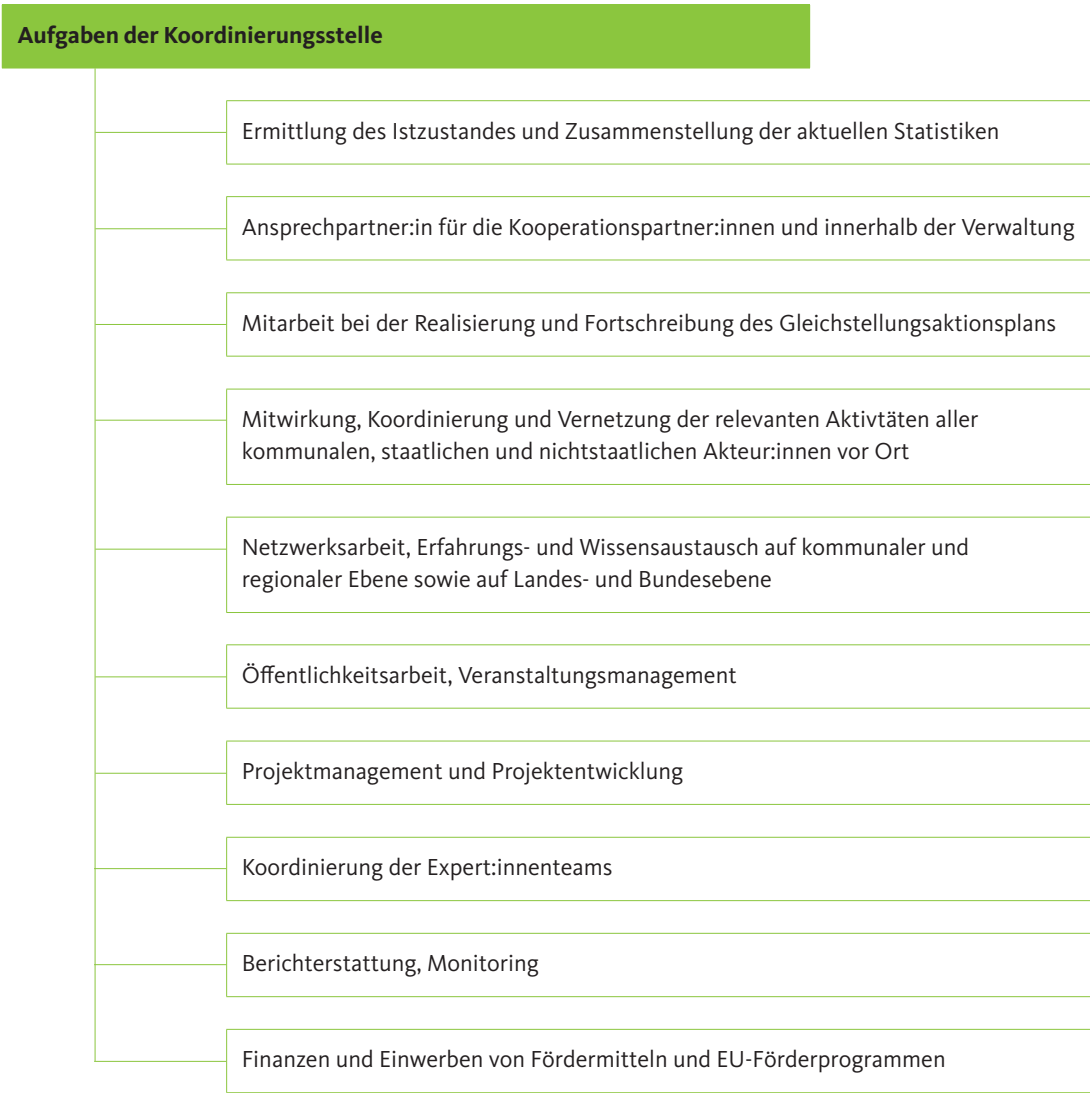 Aufgaben der Koordinierungsstelle
Ermittlung des Istzustandes und Zusammenstellung der aktuellen Statistiken
Ansprechpartner:in für die Kooperationspartner:innen und innerhalb der Verwaltung
Mitarbeit bei der Realisierung und Fortschreibung des Gleichstellungsaktionsplans
Mitwirkung, Koordinierung und Vernetzung der relevanten Aktivtäten aller
kommunalen, staatlichen und nichtstaatlichen Akteur:innen vor Ort
Netzwerksarbeit, Erfahrungs- und Wissensaustausch auf kommunaler und
regionaler Ebene sowie auf Landes- und Bundesebene
Öffentlichkeitsarbeit, Veranstaltungsmanagement
Projektmanagement und Projektentwicklung
Koordinierung der Expert:innenteams
Berichterstattung, Monitoring
Finanzen und Einwerben von Fördermitteln und EU-Förderprogrammen